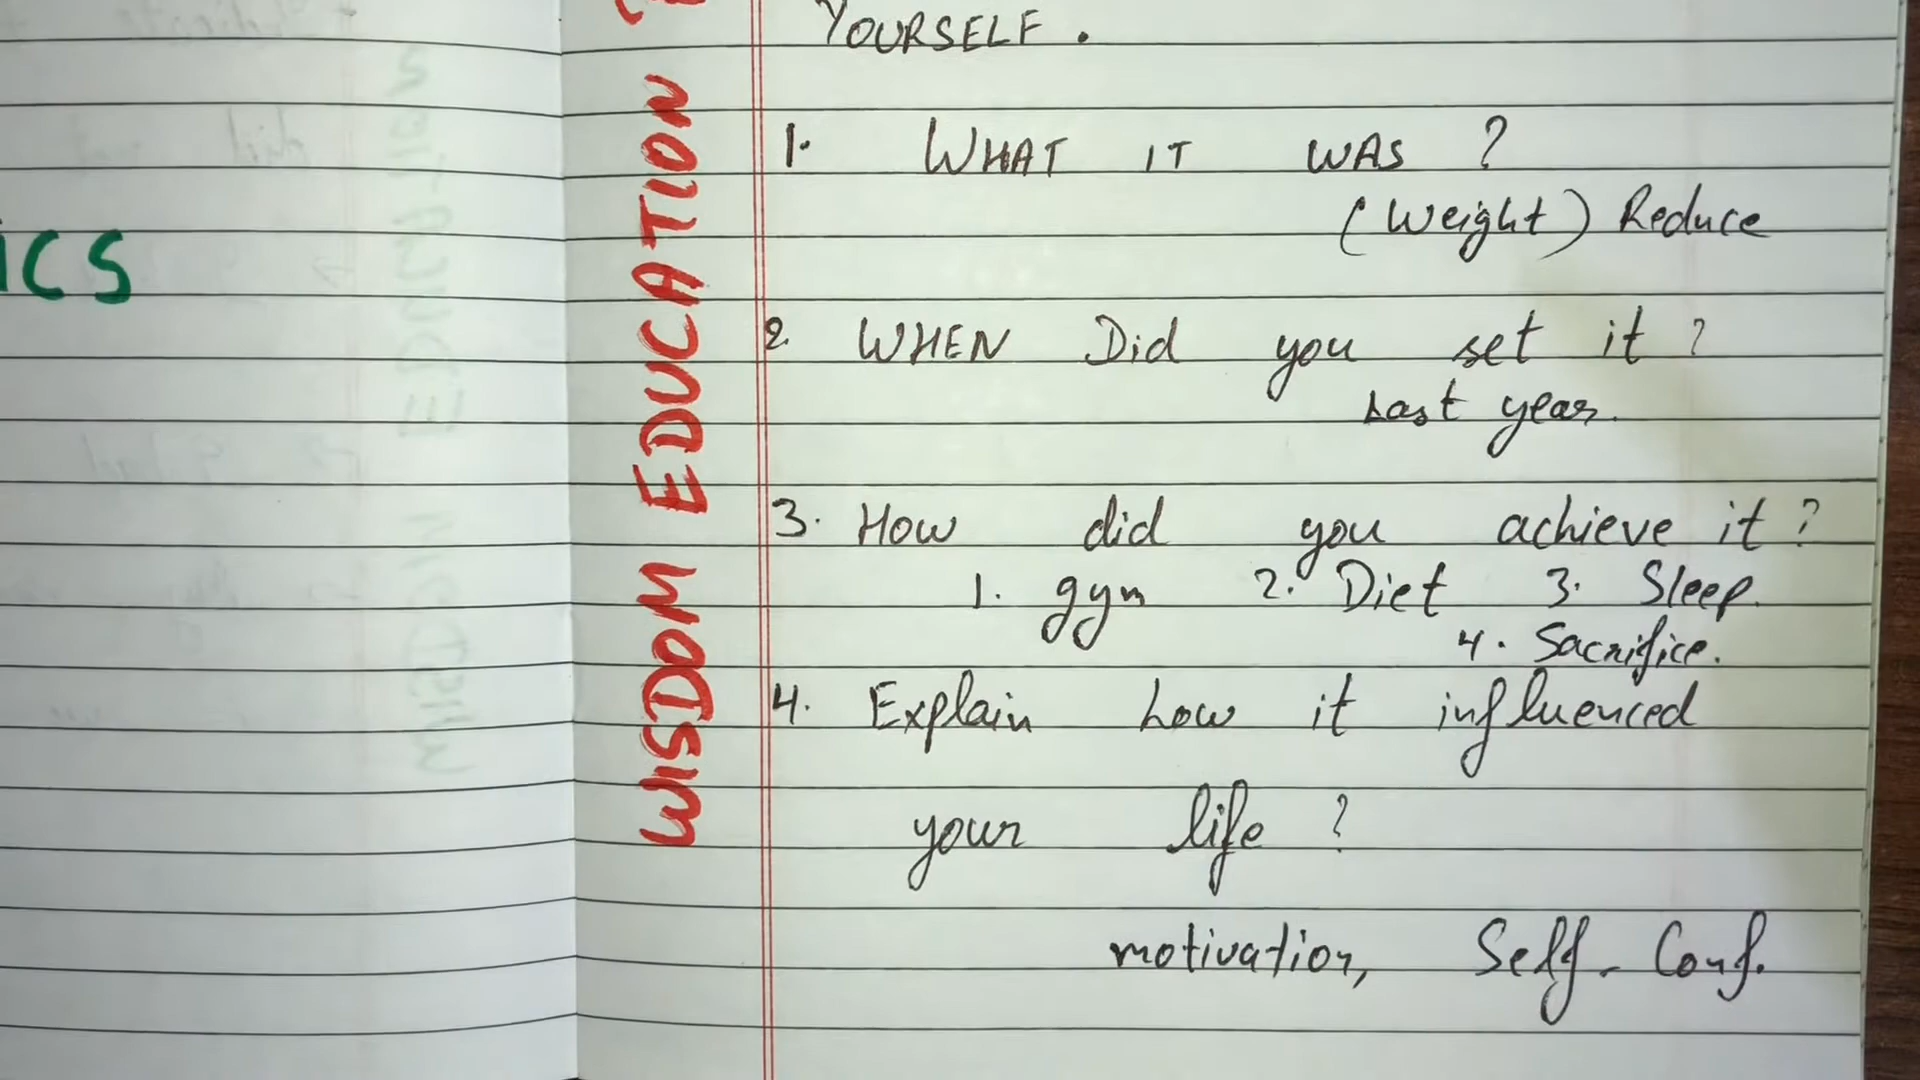 ICS
WISDOM EDUCATION
YOURSELF.
1. WHAT IT WAS ?
(Weight) Reduce
2. WHEN Did you set it ?
Last year.
3. How did you achieve it ?
1. gym 2. Diet 3. Sleep.
4. Sacrifice.
4. Explain how it influenced
your life ?
motivation, Self-Conf.